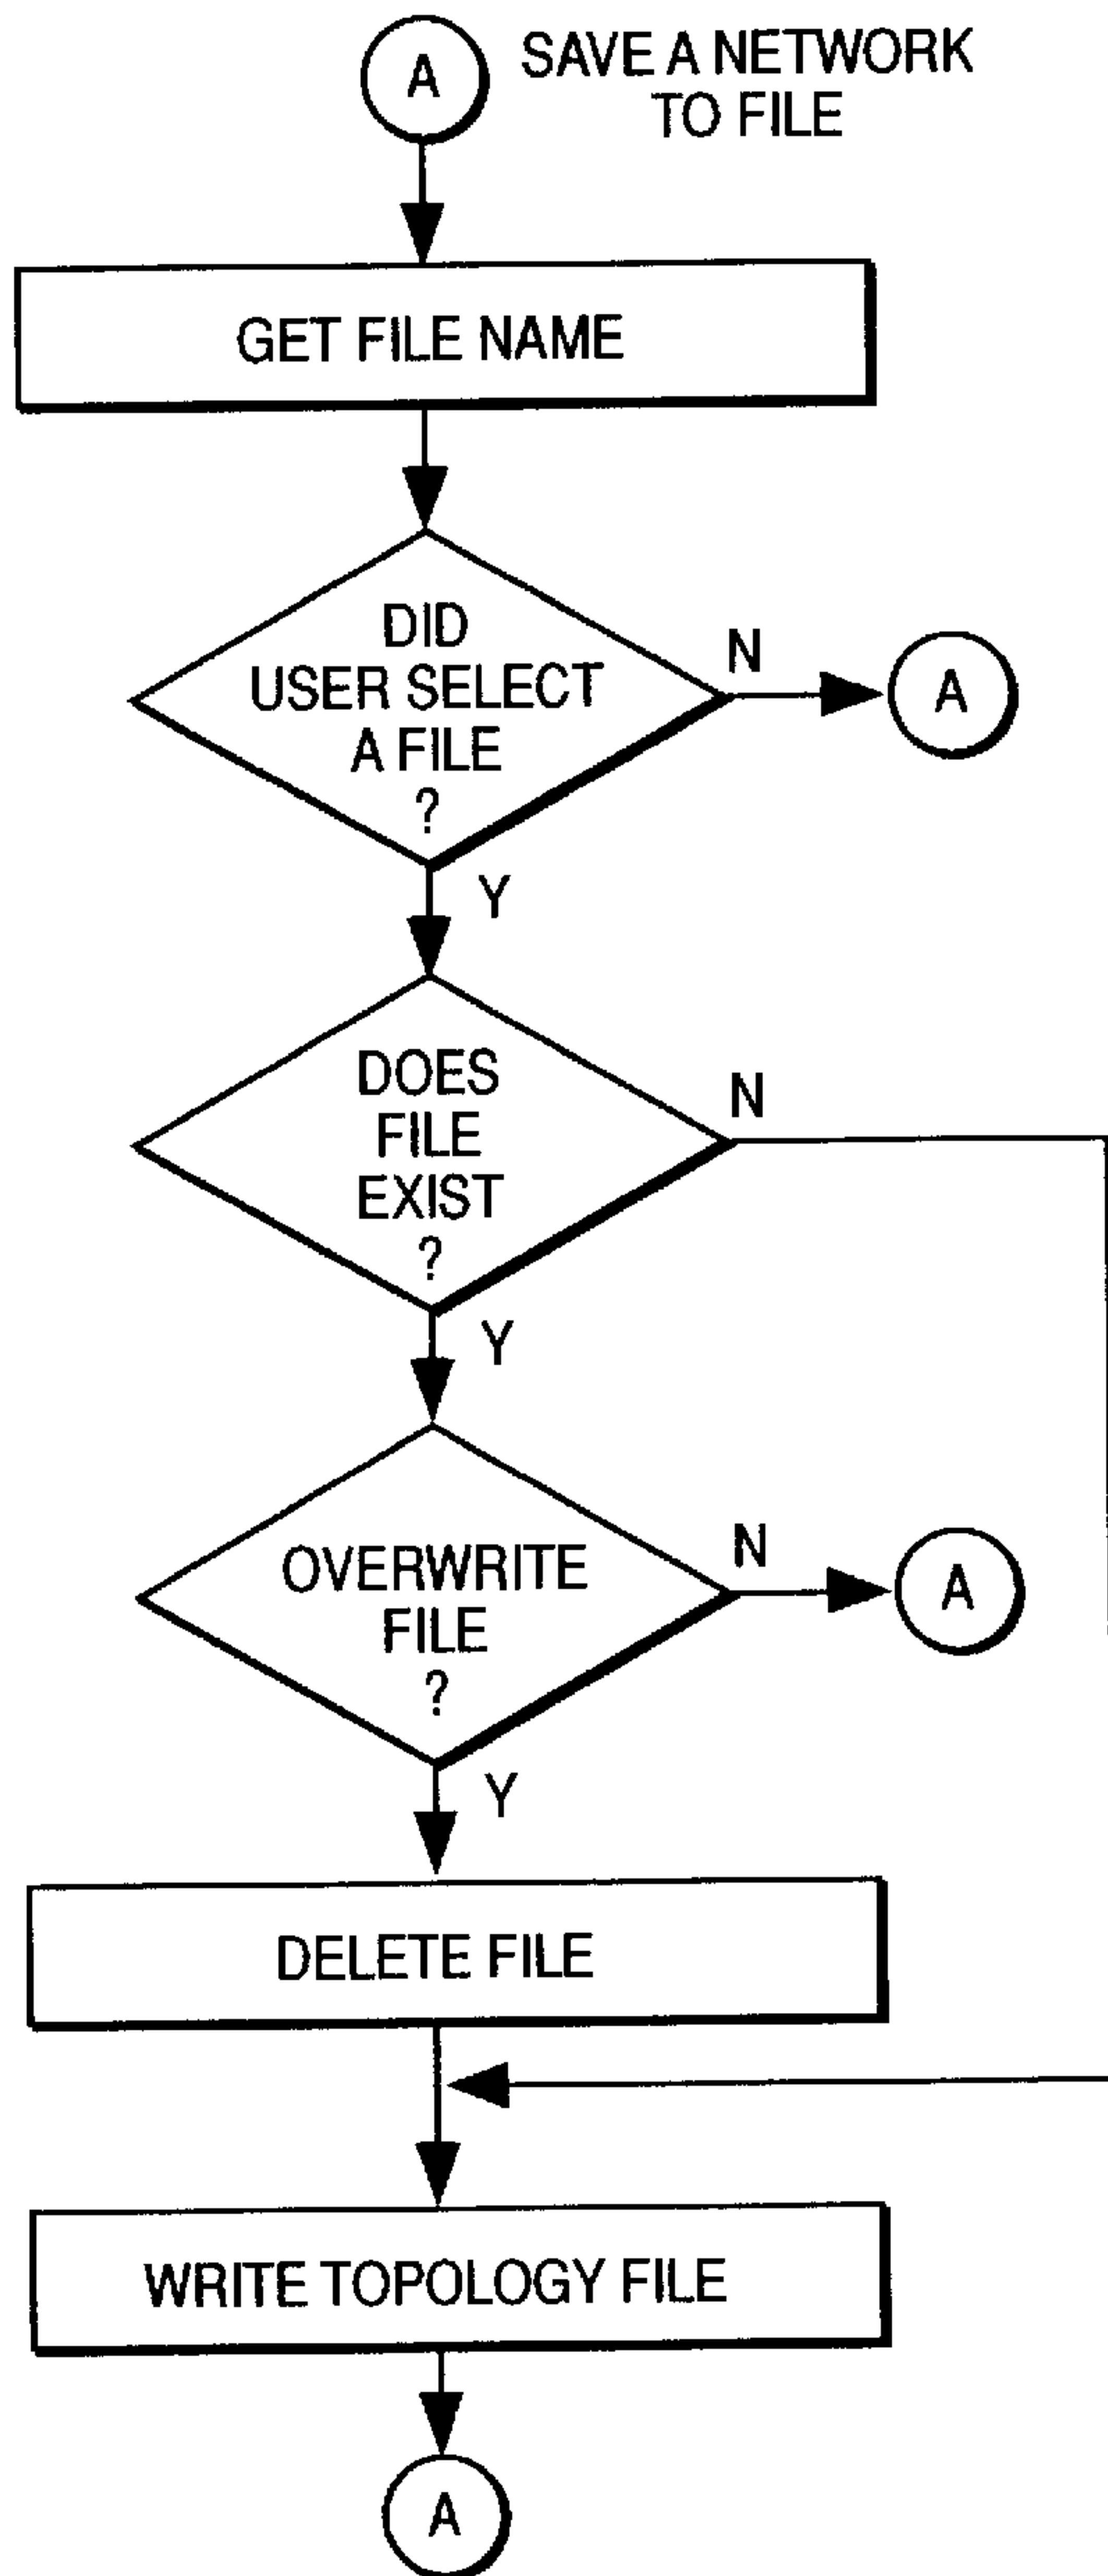 A
SAVE A NETWORK
TO FILE
GET FILE NAME
DID
USER SELECT
A FILE
?
N
A
Y
DOES
FILE
EXIST
?
N
Y
OVERWRITE
FILE
?
N
A
Y
DELETE FILE
WRITE TOPOLOGY FILE
A